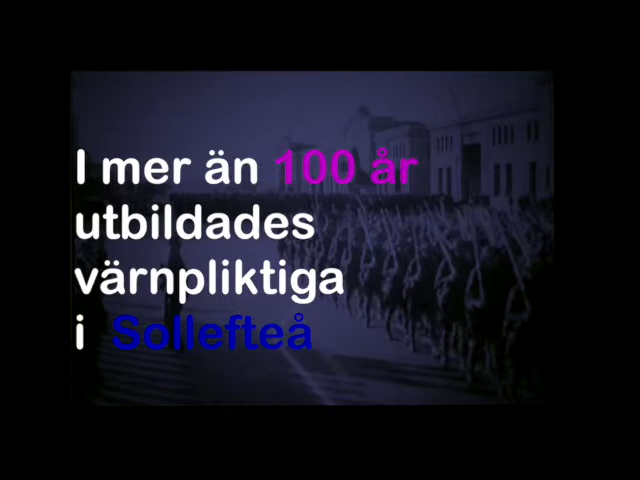 I mer än 100 år
utbildades
värnpliktiga
i Sollefteå